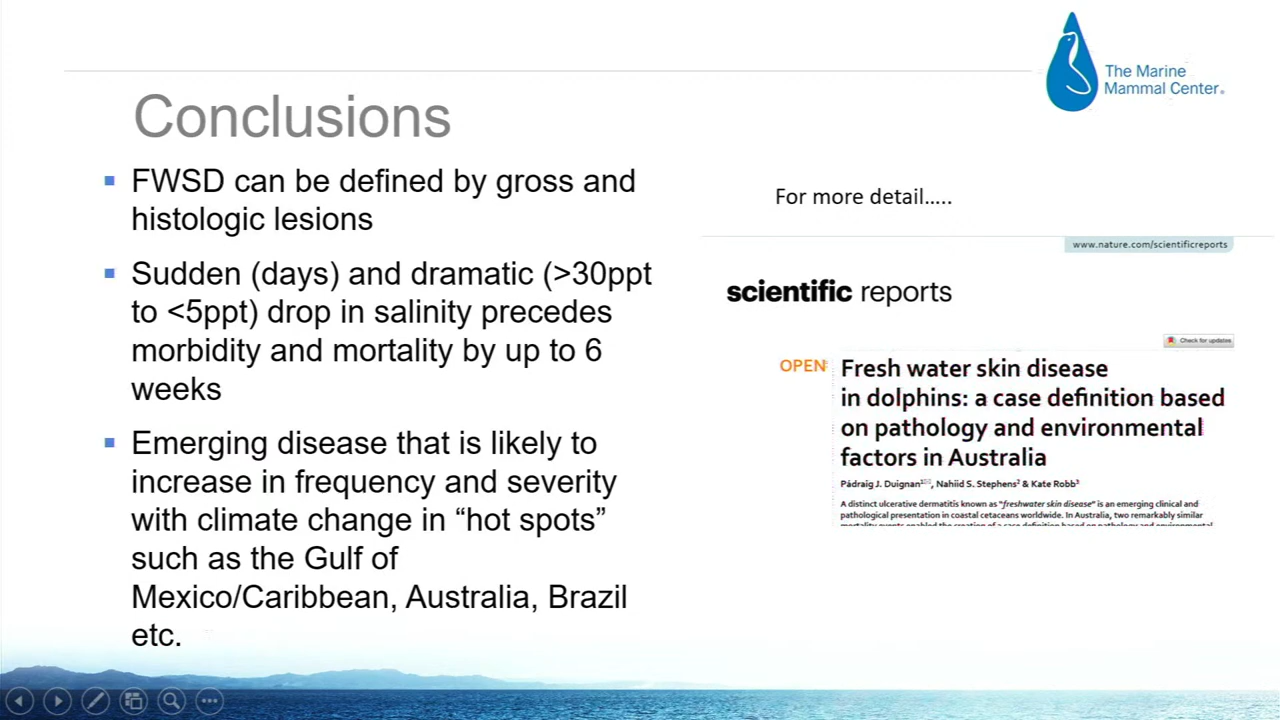 The Marine
Mammal Center®
Conclusions
▪ FWSD can be defined by gross and
histologic lesions
▪ Sudden (days) and dramatic (>30ppt
to <5ppt) drop in salinity precedes
morbidity and mortality by up to 6
weeks
▪ Emerging disease that is likely to
increase in frequency and severity
with climate change in “hot spots”
such as the Gulf of
Mexico/Caribbean, Australia, Brazil
etc.
For more detail…..
www.nature.com/scientificreports
scientific reports
Check for updates
OPEN
Fresh water skin disease
in dolphins: a case definition based
on pathology and environmental
factors in Australia
Pádraig J. Duignan¹✉, Nahiid S. Stephens² & Kate Robb³
A distinct ulcerative dermatitis known as “freshwater skin disease” is an emerging clinical and
pathological presentation in coastal cetaceans worldwide. In Australia, two remarkably similar
mortality events enabled the creation of a case definition based on pathology and environmental